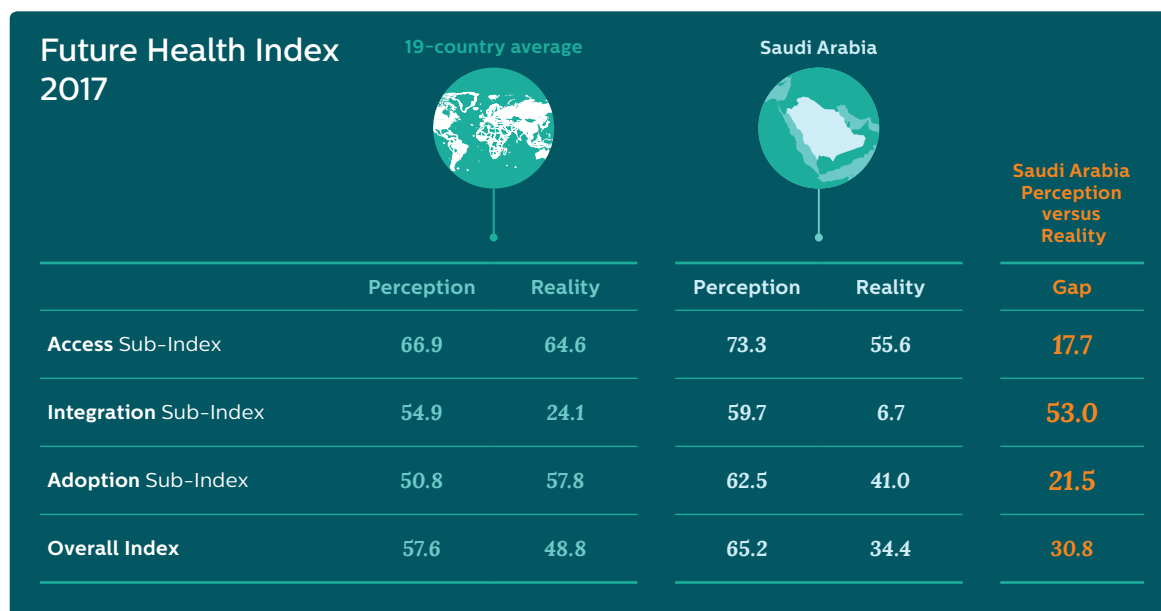 Future Health Index
2017
19-country average
Saudi Arabia
Saudi Arabia
Perception
versus
Reality
Perception Reality Perception Reality Gap
Access Sub-Index 66.9 64.6 73.3 55.6 17.7
Integration Sub-Index 54.9 24.1 59.7 6.7 53.0
Adoption Sub-Index 50.8 57.8 62.5 41.0 21.5
Overall Index 57.6 48.8 65.2 34.4 30.8